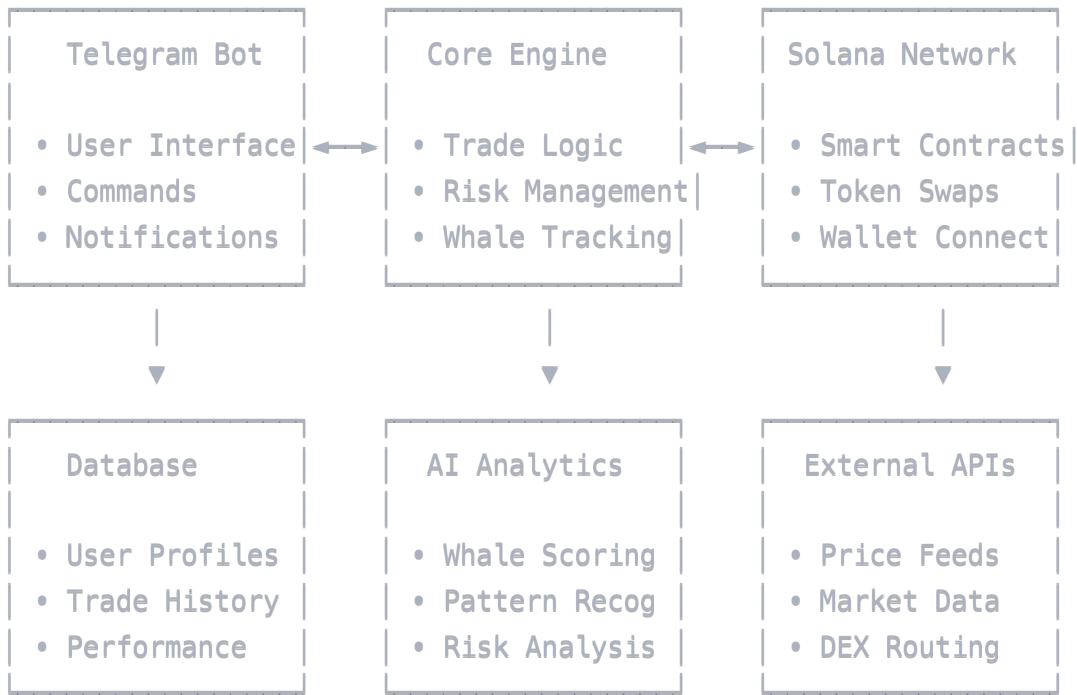 Telegram Bot
• User Interface
• Commands
• Notifications
Core Engine
• Trade Logic
• Risk Management
• Whale Tracking
Solana Network
• Smart Contracts
• Token Swaps
• Wallet Connect
Database
• User Profiles
• Trade History
• Performance
AI Analytics
• Whale Scoring
• Pattern Recog
• Risk Analysis
External APIs
• Price Feeds
• Market Data
• DEX Routing